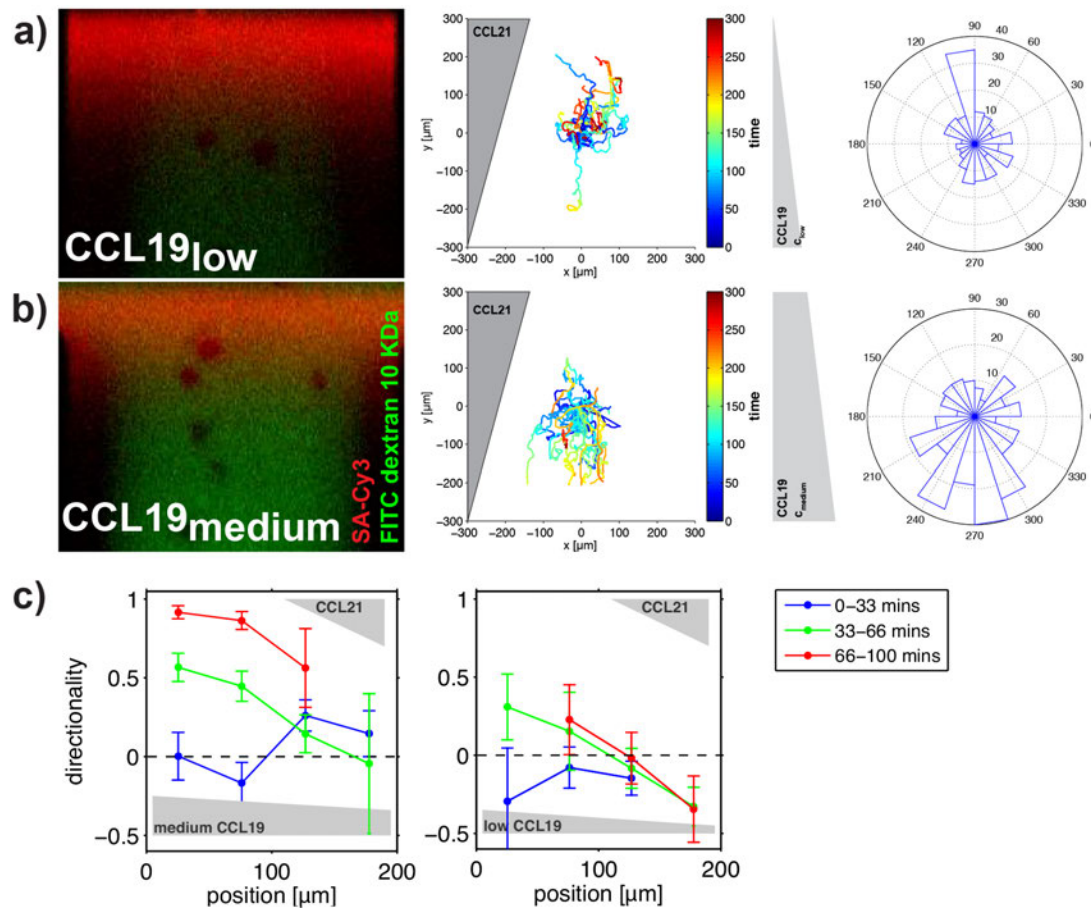 a)
CCL19low
CCL21
300
200
100
0
−100
−200
−300
−300 −200 −100 0 100 200 300
y [µm]
x [µm]
300
250
200
150
100
50
0
time
CCL19
clow
90
60
30
0
330
300
270
240
210
180
150
120
10
20
30
40
b)
CCL19medium
SA-Cy3
FITC dextran 10 KDa
CCL21
300
200
100
0
−100
−200
−300
−300 −200 −100 0 100 200 300
y [µm]
x [µm]
300
250
200
150
100
50
0
time
CCL19
cmedium
90
60
30
0
330
300
270
240
210
180
150
120
10
20
30
c)
directionality
1
0.5
0
−0.5
CCL21
medium CCL19
0 100 200
position [µm]
1
0.5
0
−0.5
CCL21
low CCL19
0 100 200
position [µm]
0−33 mins
33−66 mins
66−100 mins